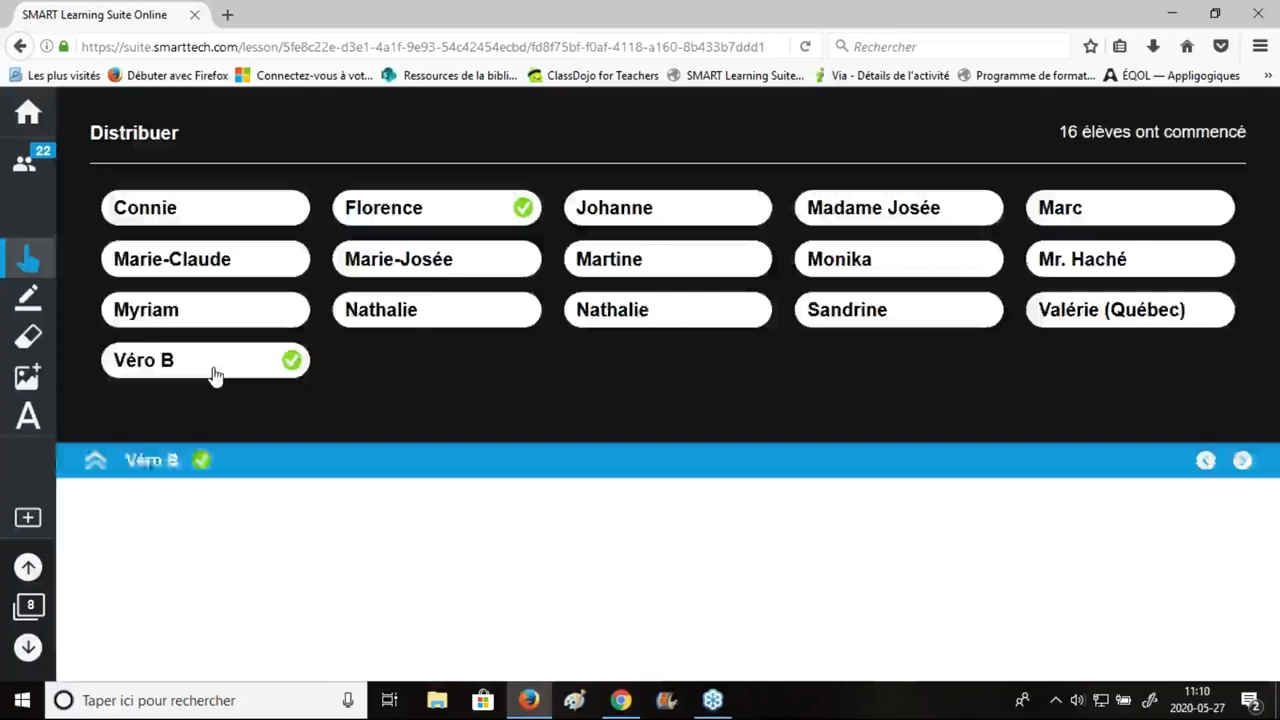 SMART Learning Suite Online
https://suite.smarttech.com/lesson/5fe8c22e-d3e1-4a1f-9e93-54c42454ecbd/fd8f75bf-f0af-4118-a160-8b433b7ddd1
Rechercher
Les plus visités
Débuter avec Firefox
Connectez-vous à vot...
Ressources de la bibli...
ClassDojo for Teachers
SMART Learning Suite...
Via - Détails de l'activité
Programme de format...
ÉQOL — Appligogiques
22
Distribuer
16 élèves ont commencé
Connie
Florence
Johanne
Madame Josée
Marc
Marie-Claude
Marie-Josée
Martine
Monika
Mr. Haché
Myriam
Nathalie
Nathalie
Sandrine
Valérie (Québec)
Véro B
Véro B
A
8
Taper ici pour rechercher
11:10
2020-05-27
2